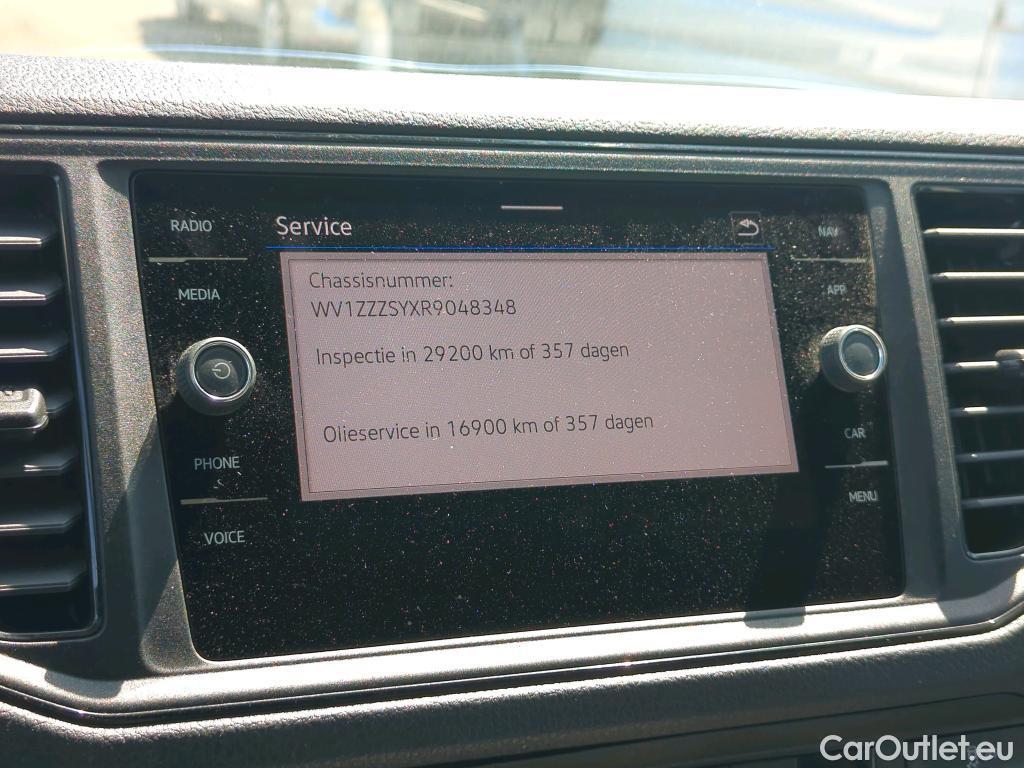 RADIO
Service
NAV
MEDIA
APP
Chassisnummer:
WV1ZZZSYXR9048348
Inspectie in 29200 km of 357 dagen
Olieservice in 16900 km of 357 dagen
PHONE
CAR
VOICE
MENU
CarOutlet.eu